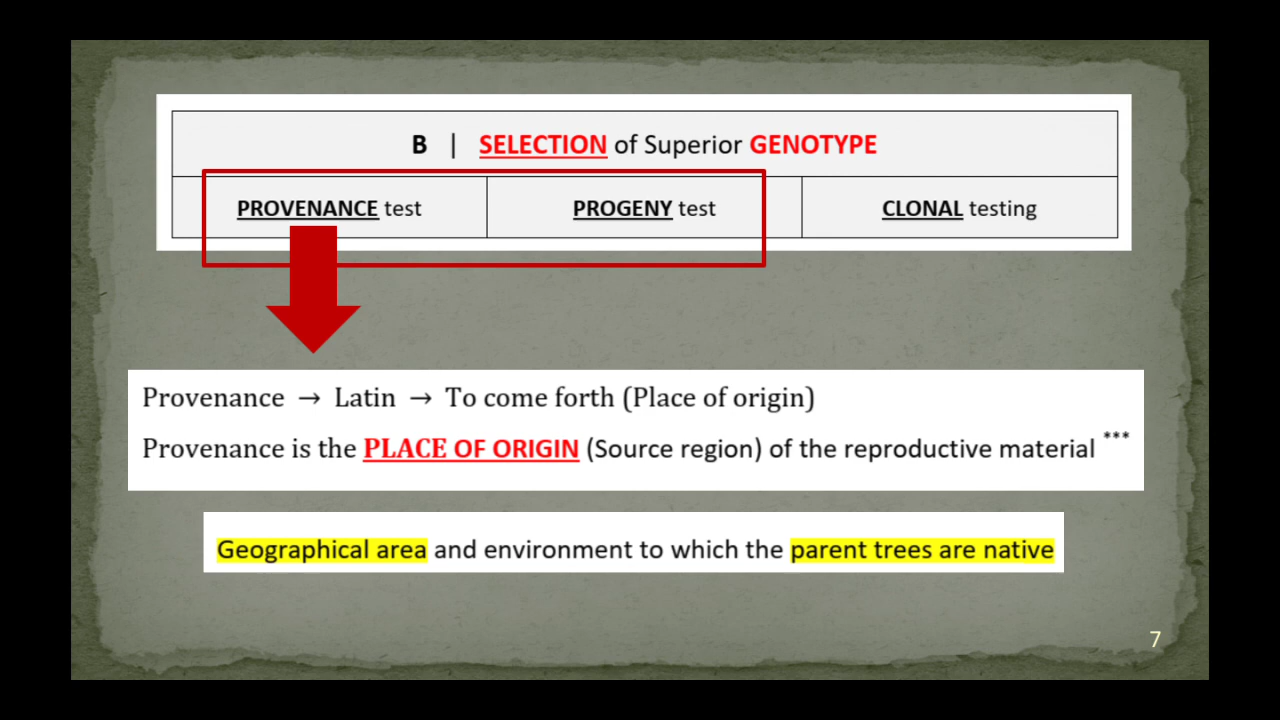 B | SELECTION of Superior GENOTYPE
PROVENANCE test PROGENY test CLONAL testing
Provenance → Latin → To come forth (Place of origin)
Provenance is the PLACE OF ORIGIN (Source region) of the reproductive material ***
Geographical area and environment to which the parent trees are native
7